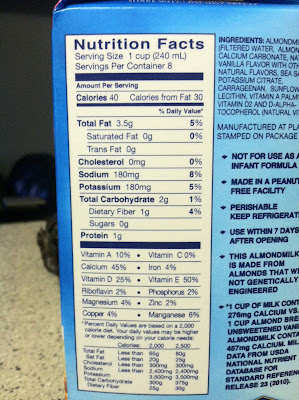 SHAKE WELL
Nutrition Facts
Serving Size 1 cup (240 mL)
Servings Per Container 8
Amount Per Serving
Calories 40 Calories from Fat 30
% Daily Value*
Total Fat 3.5g 5%
Saturated Fat 0g 0%
Trans Fat 0g
Cholesterol 0mg 0%
Sodium 180mg 8%
Potassium 180mg 5%
Total Carbohydrate 2g 1%
Dietary Fiber 1g 4%
Sugars 0g
Protein 1g
Vitamin A 10% • Vitamin C 0%
Calcium 45% • Iron 4%
Vitamin D 25% • Vitamin E 50%
Riboflavin 2% • Phosphorus 2%
Magnesium 4% • Zinc 2%
Copper 4% • Manganese 6%
*Percent Daily Values are based on a 2,000
calorie diet. Your daily values may be higher
or lower depending on your calorie needs:
Calories: 2,000 2,500
Total Fat Less than 65g 80g
Sat Fat Less than 20g 25g
Cholesterol Less than 300mg 300mg
Sodium Less than 2,400mg 2,400mg
Potassium 3,500mg 3,500mg
Total Carbohydrate 300g 375g
Dietary Fiber 25g 30g
INGREDIENTS: ALMONDMIL
(FILTERED WATER, ALMON
CALCIUM CARBONATE, NAT
VANILLA FLAVOR WITH OTH
NATURAL FLAVORS, SEA SA
POTASSIUM CITRATE,
CARRAGEENAN, SUNFLOW
LECITHIN, VITAMIN A PALM
VITAMIN D2 AND D-ALPHA-
TOCOPHEROL (NATURAL VIT
MANUFACTURED AT PLA
STAMPED ON PACKAGE
NOT FOR USE AS A
INFANT FORMULA
MADE IN A PEANUT
FREE FACILITY
PERISHABLE
KEEP REFRIGERAT
USE WITHIN 7 DAYS
AFTER OPENING
THIS ALMONDMILK
IS MADE FROM
ALMONDS THAT W
NOT GENETICALLY
ENGINEERED
*1 CUP OF MILK CONT
276mg CALCIUM VS.
1 CUP ALMOND BREE
UNSWEETENED VANIL
ALMONDMILK CONTAI
457mg CALCIUM. MIL
DATA FROM USDA
NATIONAL NUTRIENT
DATABASE FOR
STANDARD REFEREN
RELEASE 23 (2010).